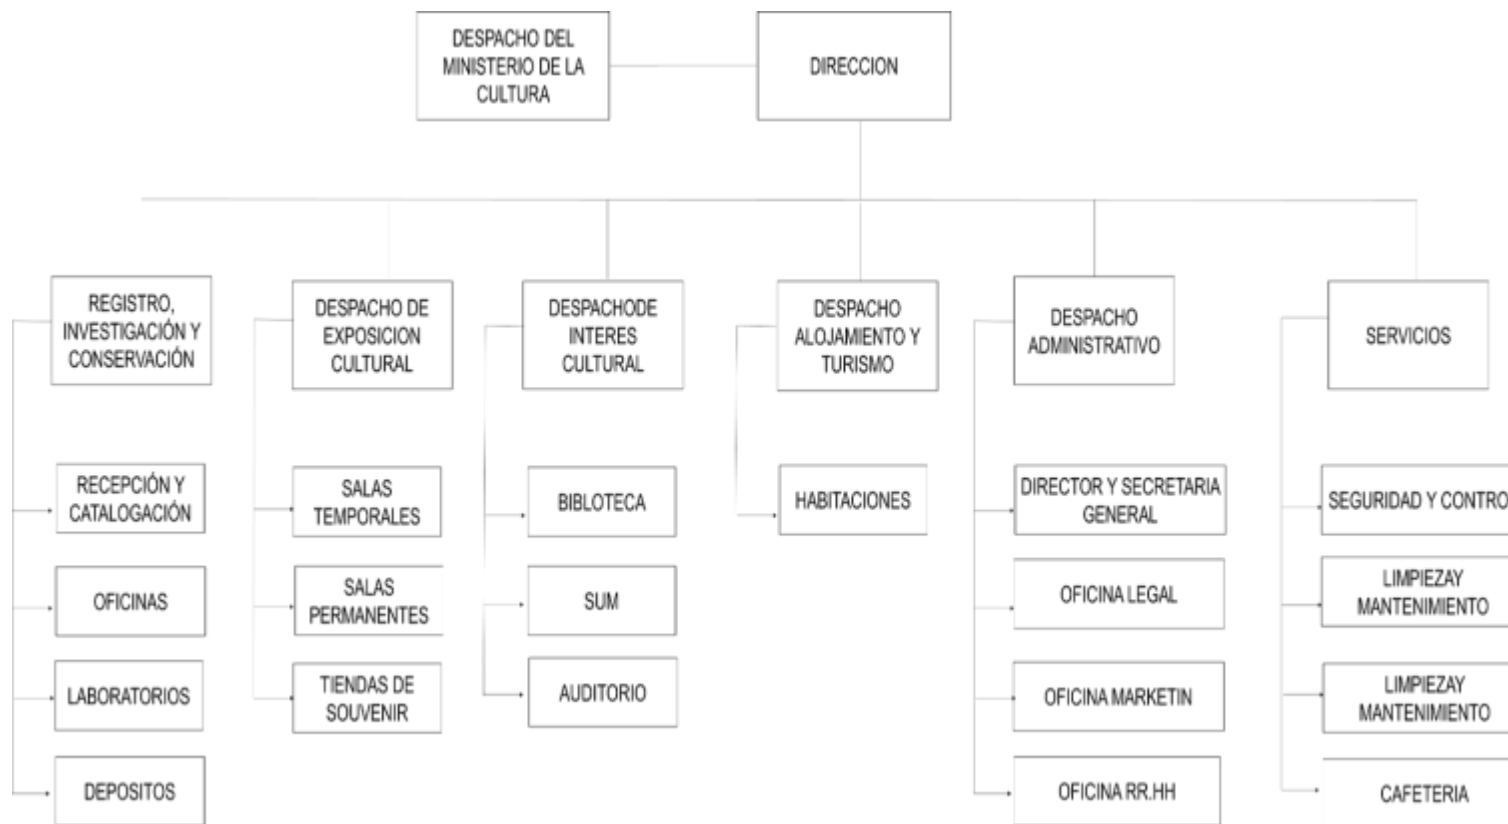 DESPACHO DEL
MINISTERIO DE LA
CULTURA
DIRECCION
REGISTRO,
INVESTIGACIÓN Y
CONSERVACIÓN
DESPACHO DE
EXPOSICION
CULTURAL
DESPACHODE
INTERES
CULTURAL
DESPACHO
ALOJAMIENTO Y
TURISMO
DESPACHO
ADMINISTRATIVO
SERVICIOS
RECEPCIÓN Y
CATALOGACIÓN
OFICINAS
LABORATORIOS
DEPOSITOS
SALAS
TEMPORALES
SALAS
PERMANENTES
TIENDAS DE
SOUVENIR
BIBLOTECA
SUM
AUDITORIO
HABITACIONES
DIRECTOR Y SECRETARIA
GENERAL
OFICINA LEGAL
OFICINA MARKETIN
OFICINA RR.HH
SEGURIDAD Y CONTRO
LIMPIEZAY
MANTENIMIENTO
LIMPIEZAY
MANTENIMIENTO
CAFETERIA